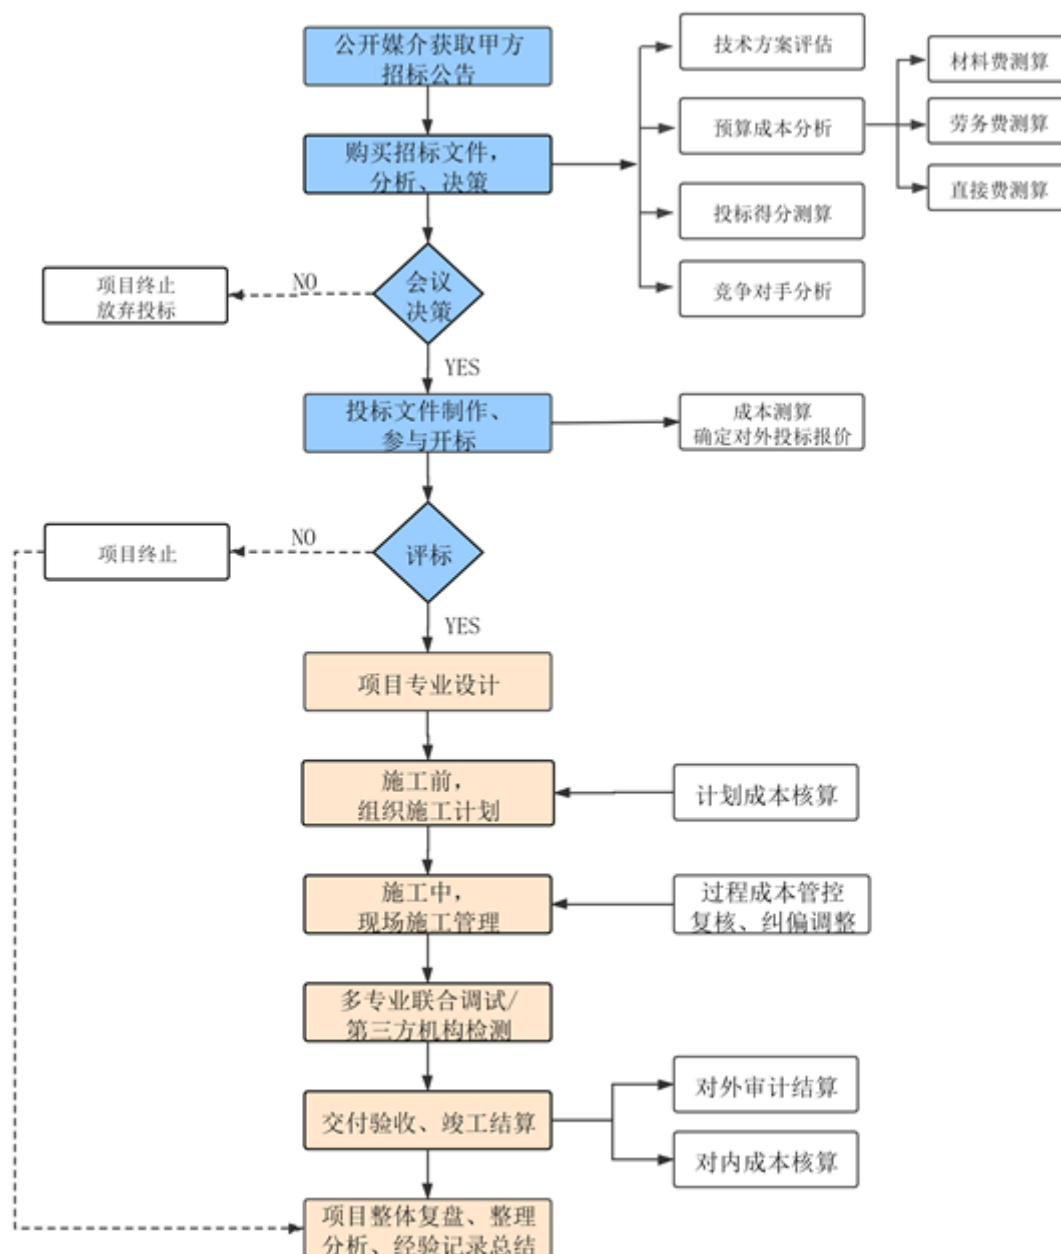 公开媒介获取甲方
招标公告
技术方案评估
材料费测算
预算成本分析
劳务费测算
购买招标文件，
分析、决策
直接费测算
投标得分测算
会议
决策
NO
项目终止
放弃投标
竞争对手分析
YES
投标文件制作、
参与开标
成本测算
确定对外投标报价
评标
NO
项目终止
YES
项目专业设计
施工前，
组织施工计划
计划成本核算
施工中，
现场施工管理
过程成本管控
复核、纠偏调整
多专业联合调试/
第三方机构检测
对外审计结算
交付验收、竣工结算
对内成本核算
项目整体复盘、整理
分析、经验记录总结